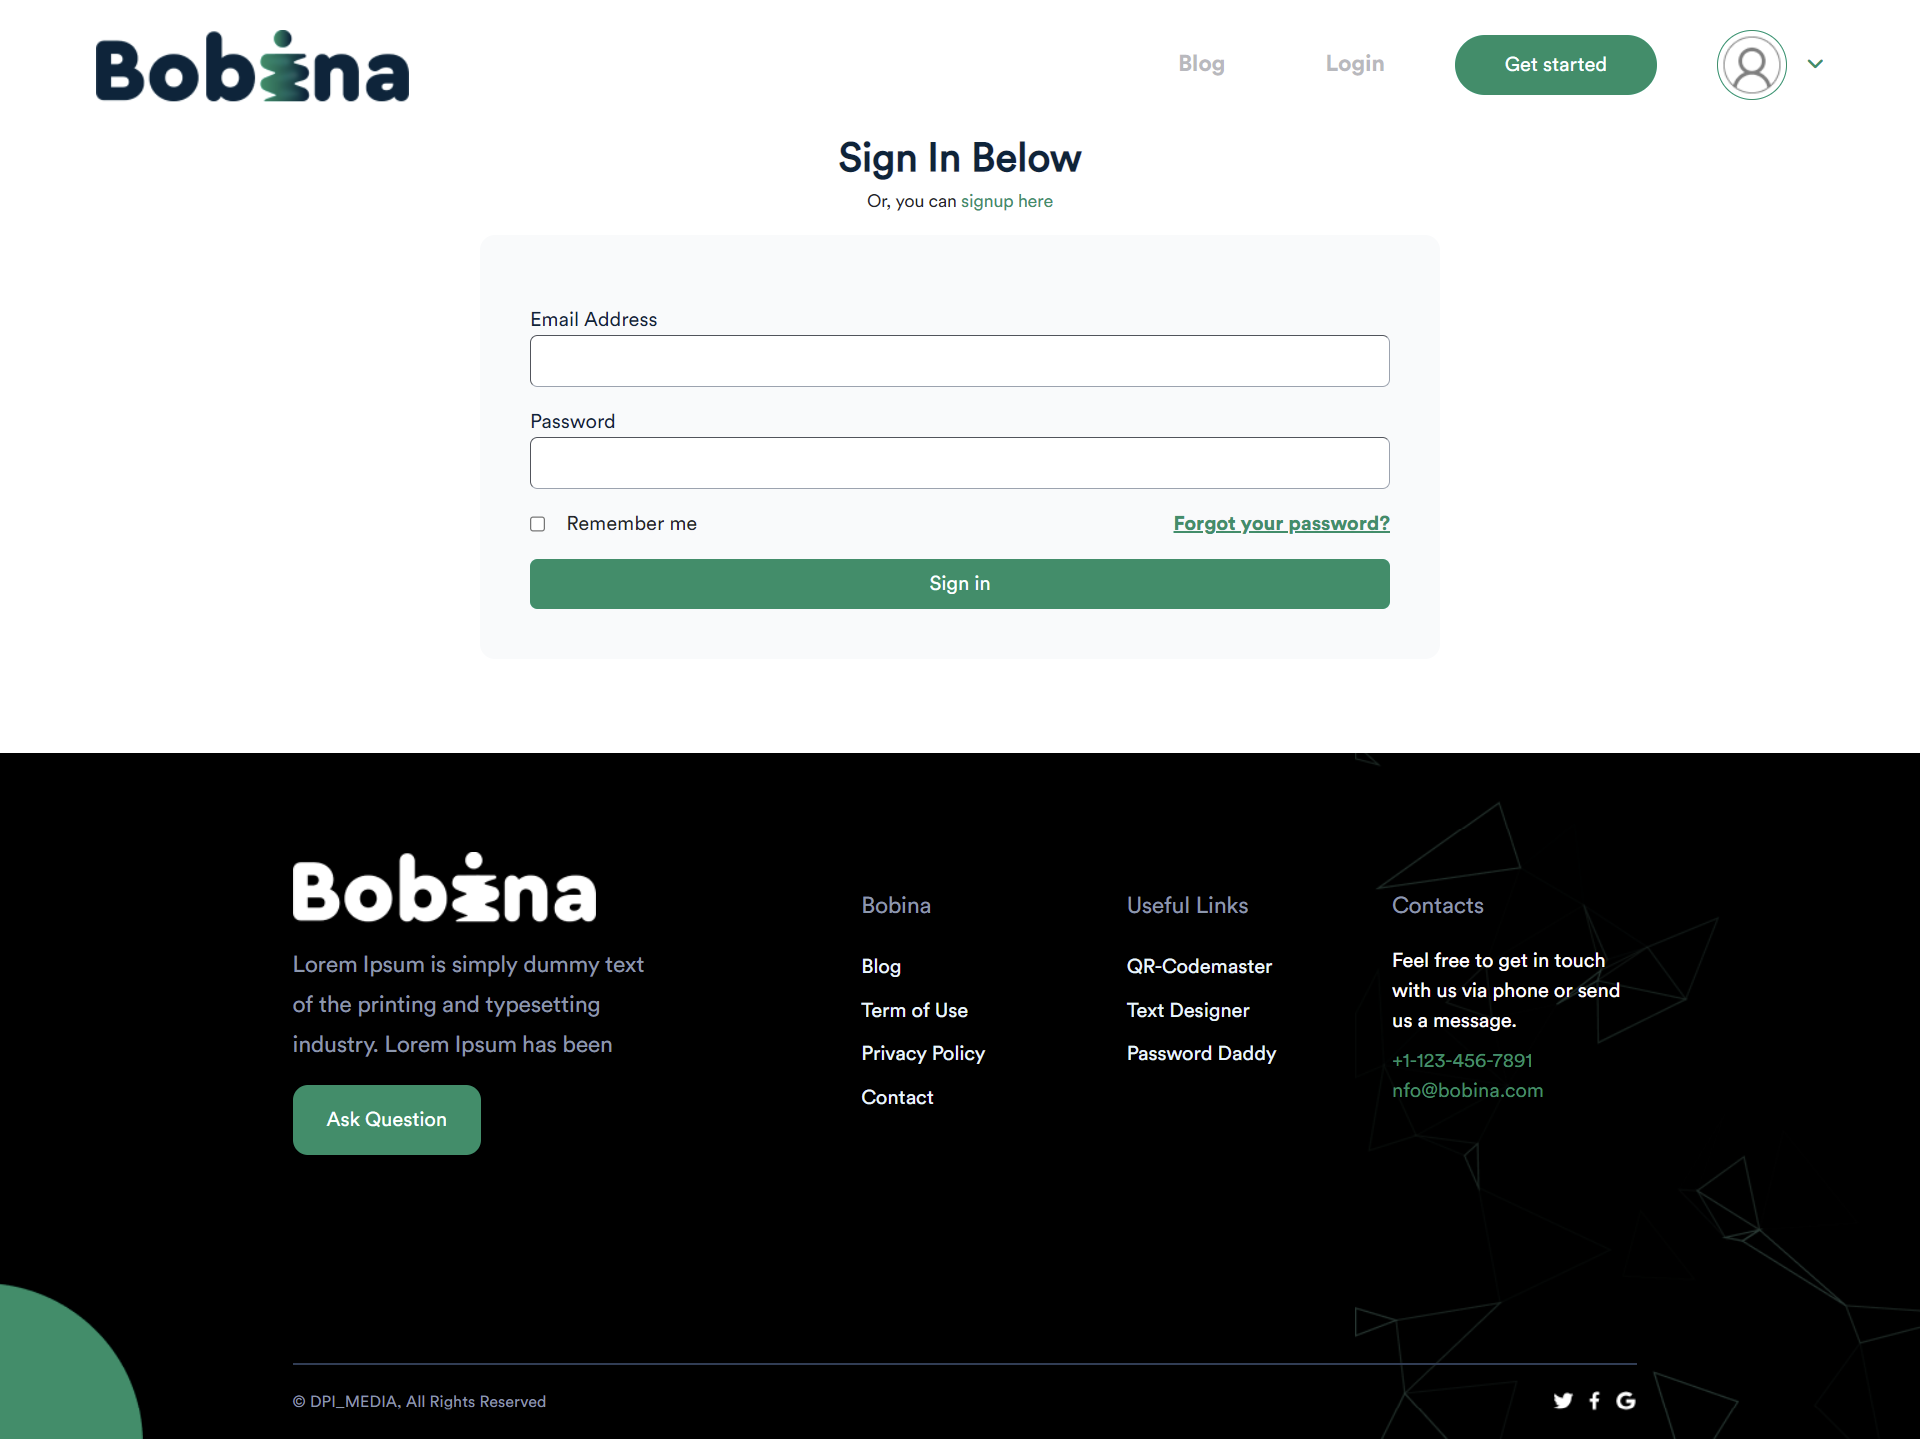 Bobina
Blog
Login
Get started
Sign In Below
Or, you can signup here
Email Address
Password
Remember me
Forgot your password?
Sign in
Bobina
Lorem Ipsum is simply dummy text
of the printing and typesetting
industry. Lorem Ipsum has been
Ask Question
Bobina
Blog
Term of Use
Privacy Policy
Contact
Useful Links
QR-Codemaster
Text Designer
Password Daddy
Contacts
Feel free to get in touch
with us via phone or send
us a message.
+1-123-456-7891
nfo@bobina.com
© DPI_MEDIA, All Rights Reserved